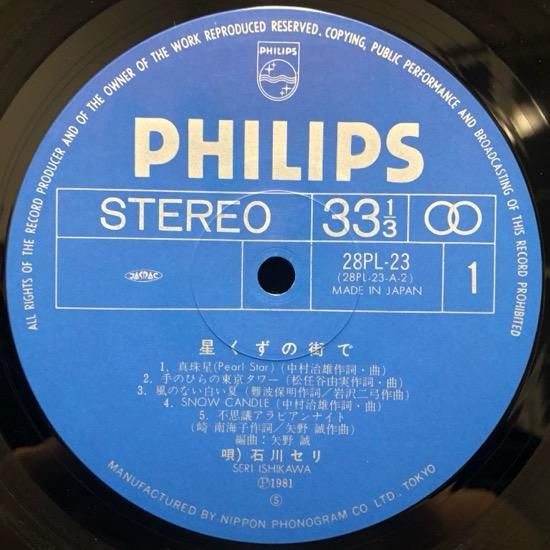 ALL RIGHTS OF THE RECORD PRODUCER AND OF THE OWNER OF THE WORK REPRODUCED RESERVED. COPYING, PUBLIC PERFORMANCE AND BROADCASTING OF THIS RECORD PROHIBITED
PHILIPS
PHILIPS
STEREO
33 1/3
JASRAC
28PL-23
(28PL-23-A-2)
MADE IN JAPAN
1
星くずの街で
1. 真珠星(Pearl Star)(中村治雄作詞・曲)
2. 手のひらの東京タワー(松任谷由実作詞・曲)
3. 風のない白い夏(難波保明作詞/岩沢二弓作曲)
4. SNOW CANDLE(中村治雄作詞・曲)
5. 不思議アラビアンナイト
(崎 南海子作詞/矢野 誠作曲)
編曲:矢野 誠
唄)石川セリ
SERI ISHIKAWA
Ⓟ1981
Ⓢ
MANUFACTURED BY NIPPON PHONOGRAM CO. LTD., TOKYO